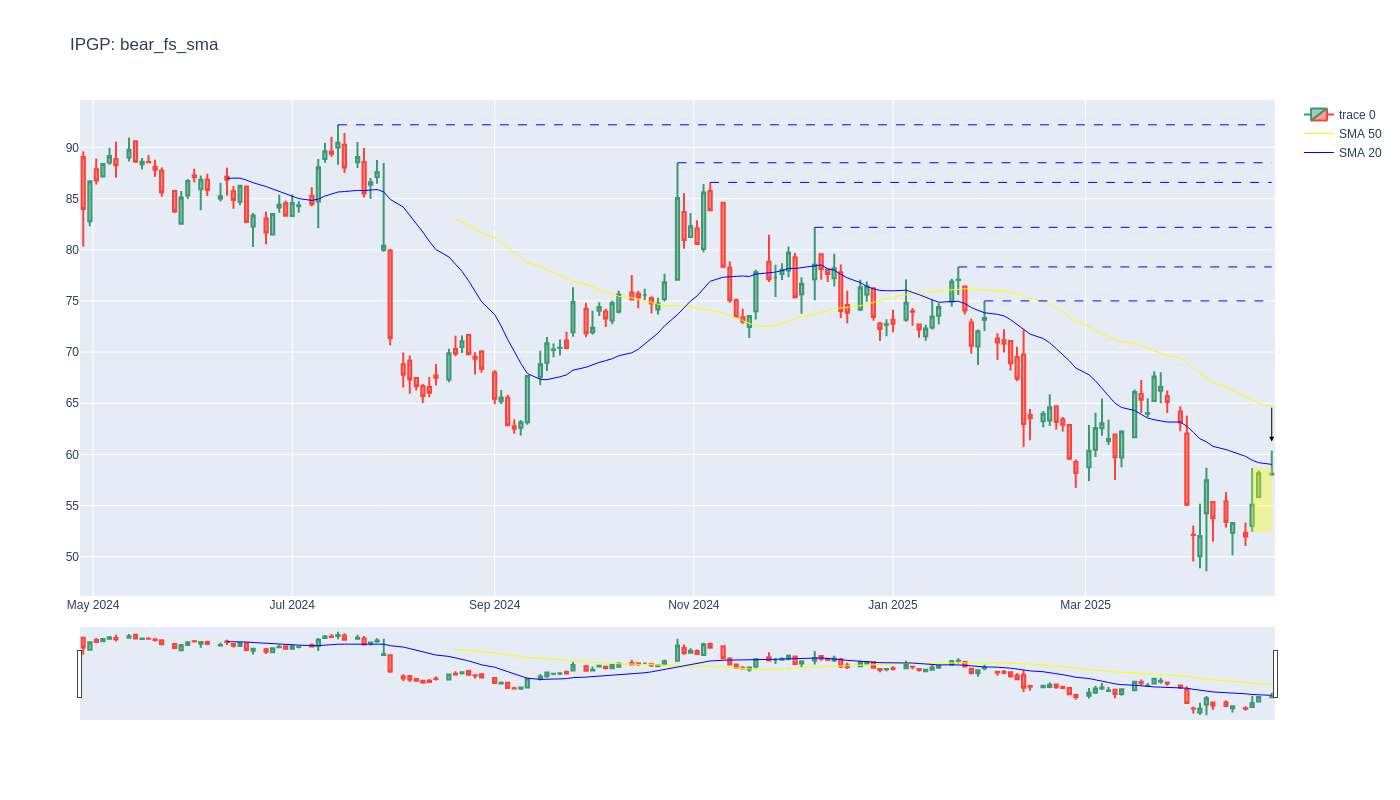 IPGP: bear_fs_sma
trace 0
SMA 50
SMA 20
90
85
80
75
70
65
60
55
50
May 2024
Jul 2024
Sep 2024
Nov 2024
Jan 2025
Mar 2025